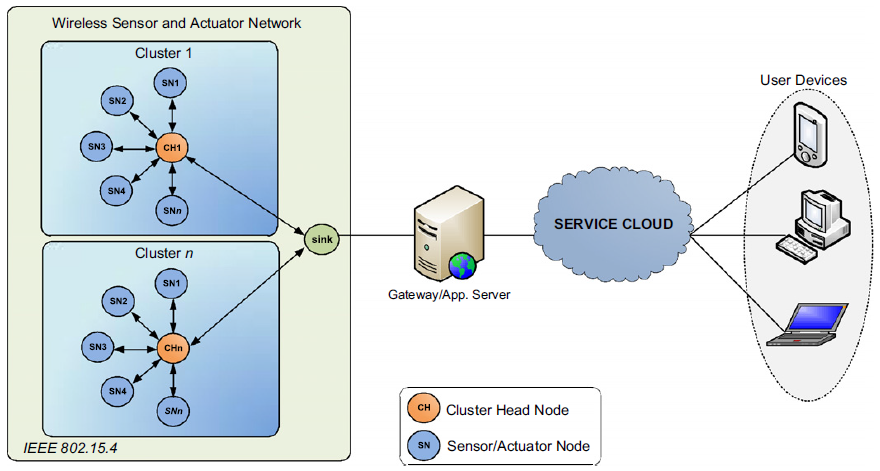 Wireless Sensor and Actuator Network
Cluster 1
SN1
SN2
SN3
CH1
SN4
SNn
Cluster n
SN1
SN2
SN3
CHn
SN4
SNn
IEEE 802.15.4
sink
Gateway/App. Server
SERVICE CLOUD
User Devices
CH Cluster Head Node
SN Sensor/Actuator Node